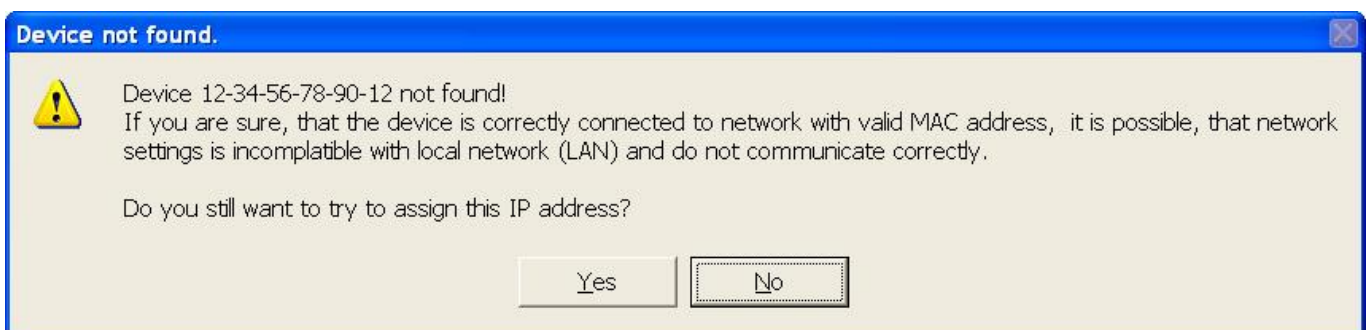 Device not found.
Device 12-34-56-78-90-12 not found!
If you are sure, that the device is correctly connected to network with valid MAC address,  it is possible, that network
settings is incomplatible with local network (LAN) and do not communicate correctly.
Do you still want to try to assign this IP address?
Yes No